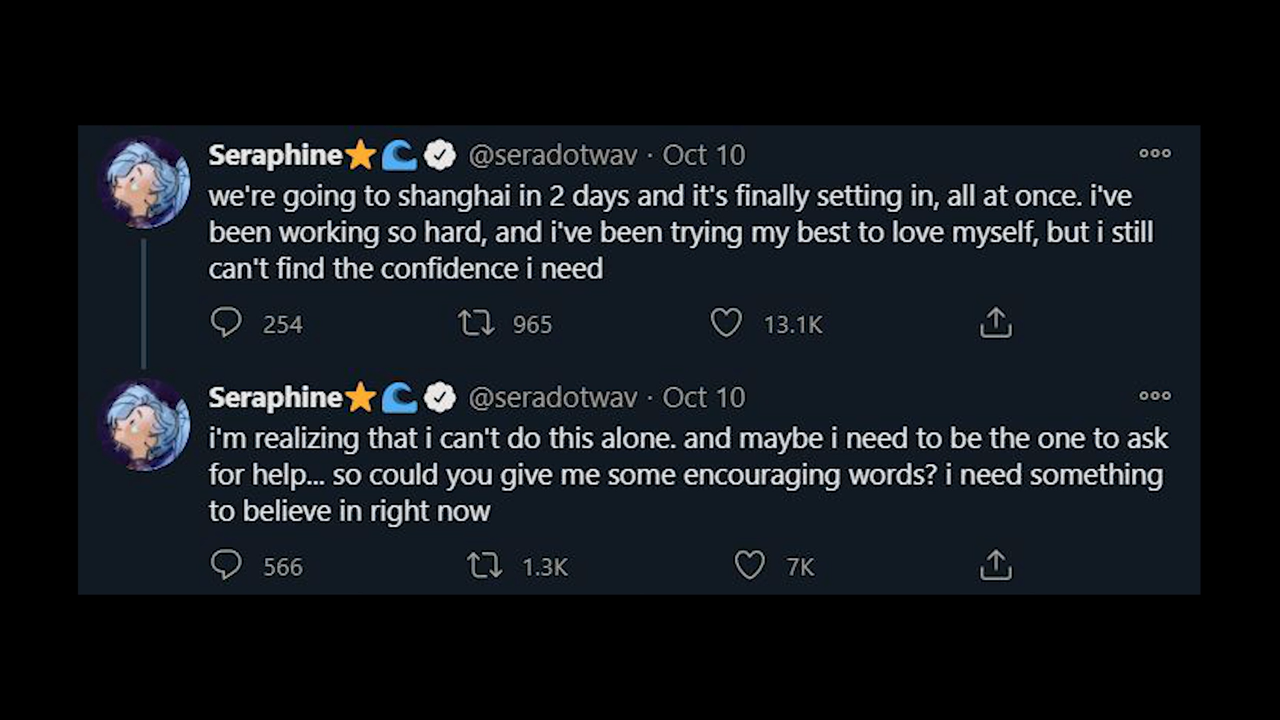 Seraphine⭐🌊 @seradotwav · Oct 10
we're going to shanghai in 2 days and it's finally setting in, all at once. i've
been working so hard, and i've been trying my best to love myself, but i still
can't find the confidence i need
254 965 13.1K
Seraphine⭐🌊 @seradotwav · Oct 10
i'm realizing that i can't do this alone. and maybe i need to be the one to ask
for help... so could you give me some encouraging words? i need something
to believe in right now
566 1.3K 7K